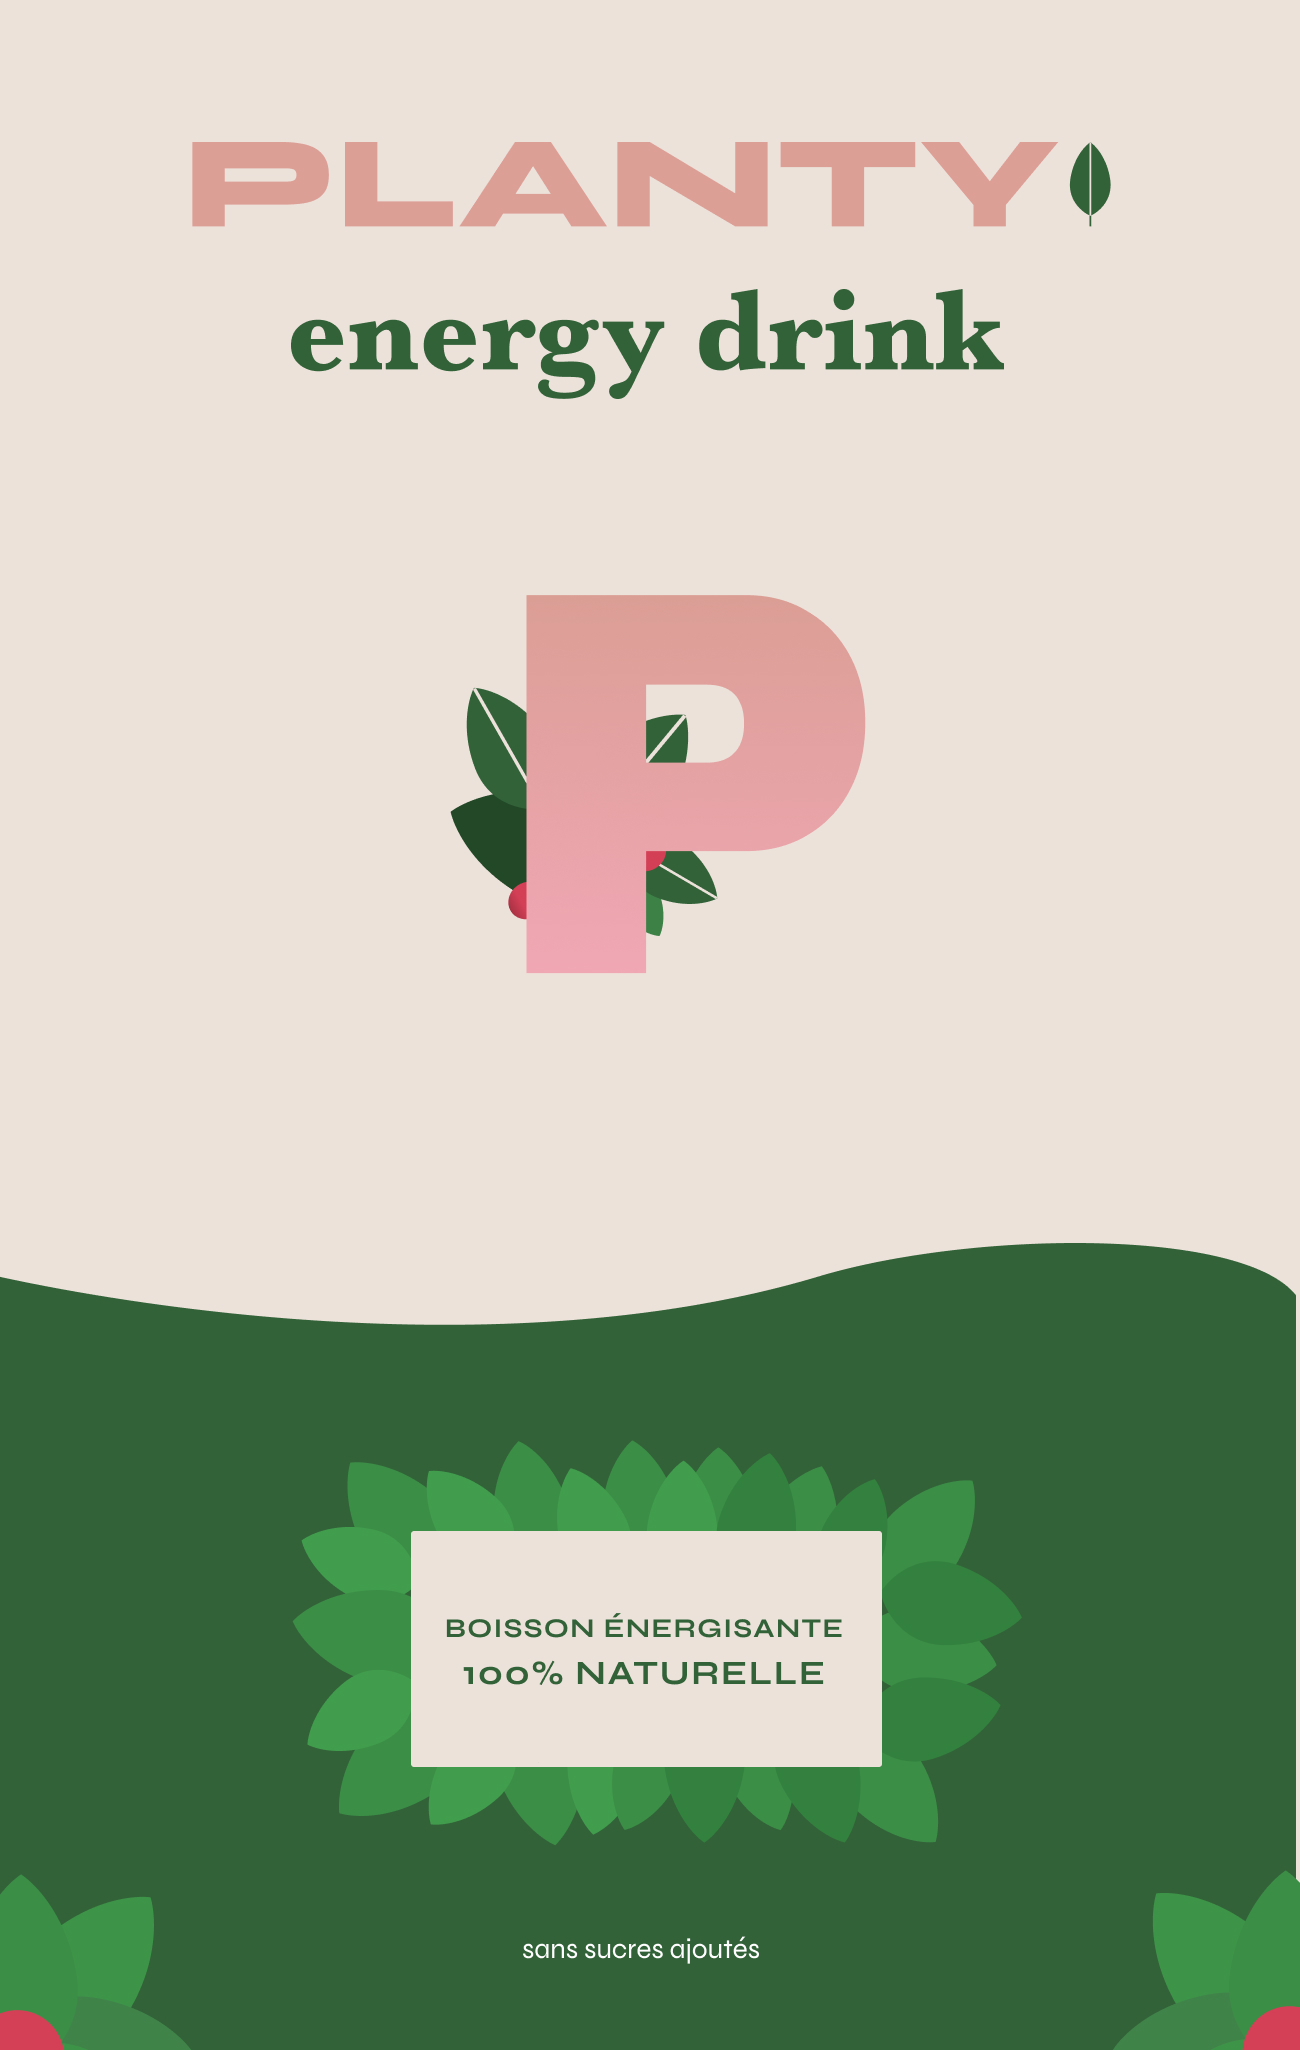 PLANTY
energy drink
P
BOISSON ÉNERGISANTE
100% NATURELLE
sans sucres ajoutés